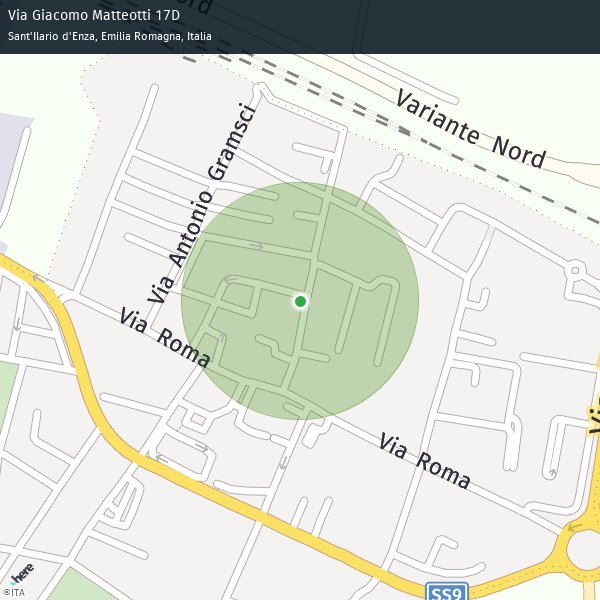 Via Giacomo Matteotti 17D
Sant'Ilario d'Enza, Emilia Romagna, Italia
Nord
Variante Nord
Via Antonio Gramsci
Via Roma
Via Roma
SS9
here
©ITA